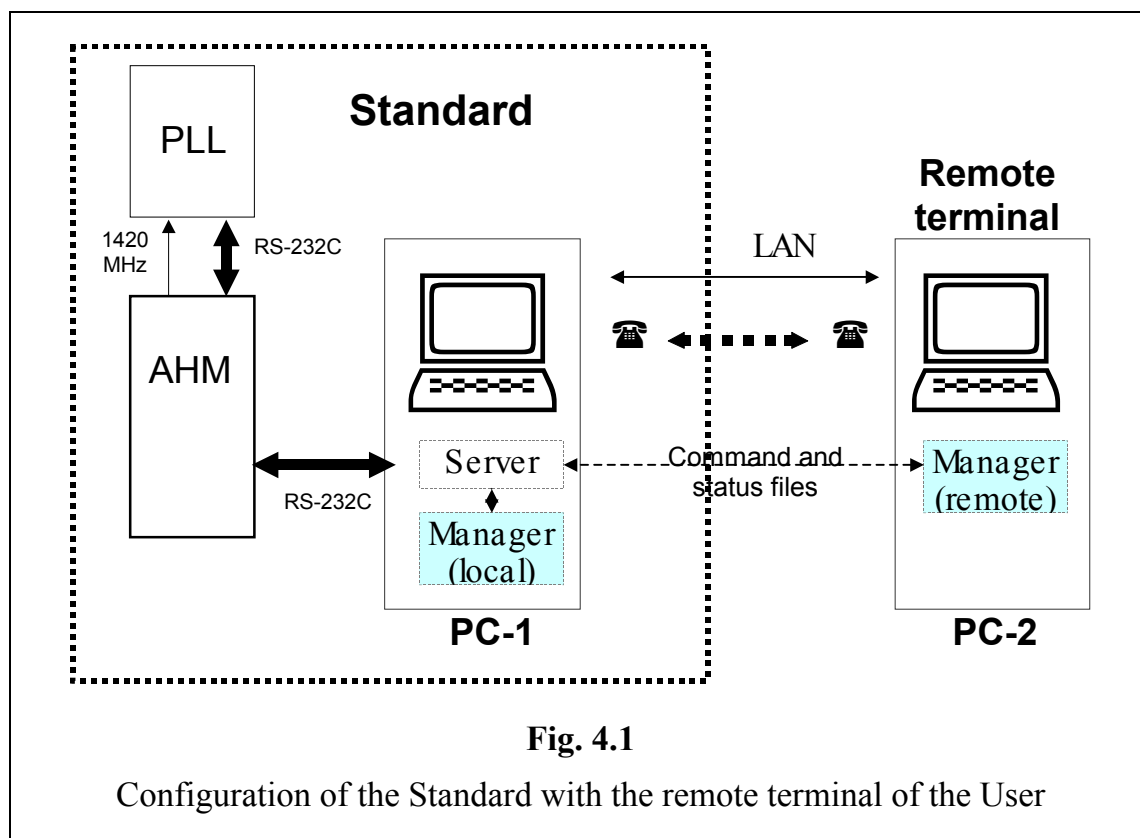 Standard
PLL
1420
MHz
RS-232C
AHM
RS-232C
Server
Manager
(local)
PC-1
LAN
Command and
status files
Remote
terminal
Manager
(remote)
PC-2
Fig. 4.1
Configuration of the Standard with the remote terminal of the User